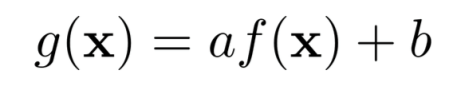 g(𝐱) = af(𝐱) + b